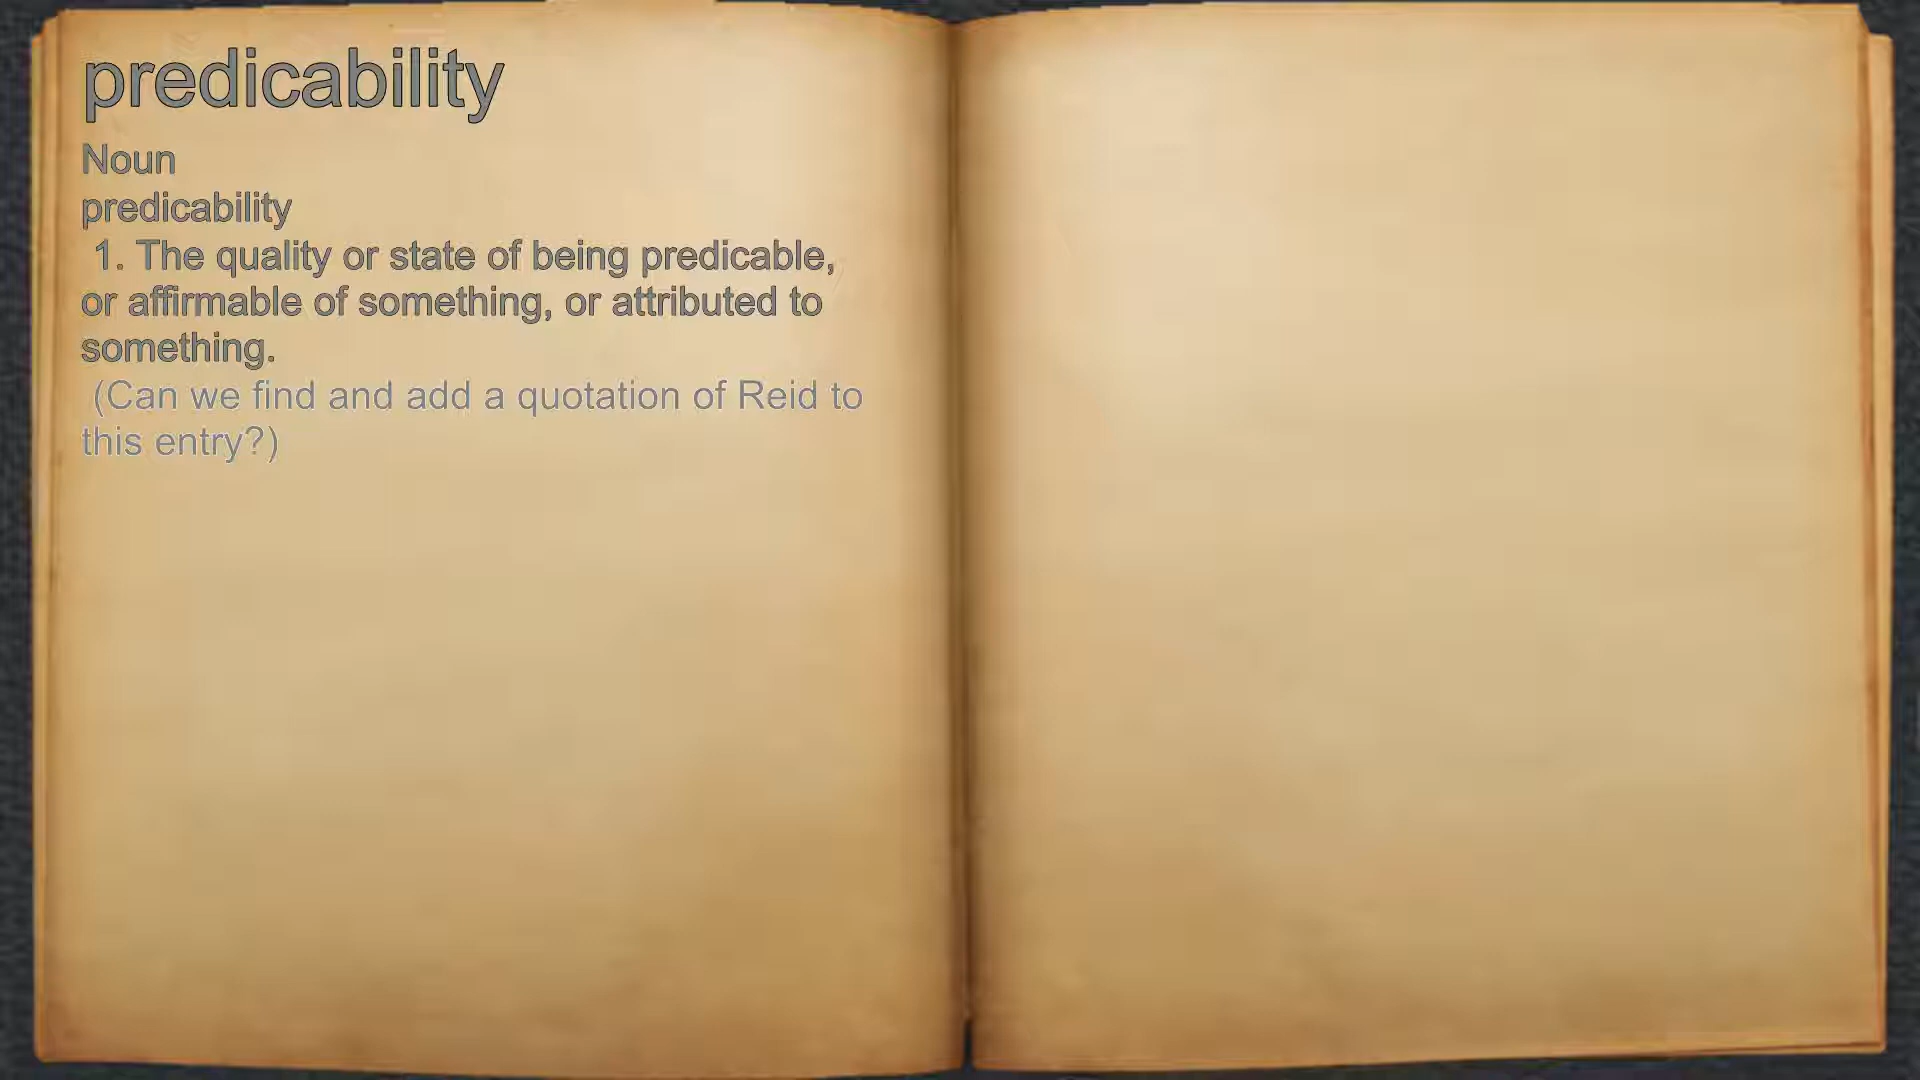 predicability
Noun
predicability
1. The quality or state of being predicable,
or affirmable of something, or attributed to
something.
(Can we find and add a quotation of Reid to
this entry?)